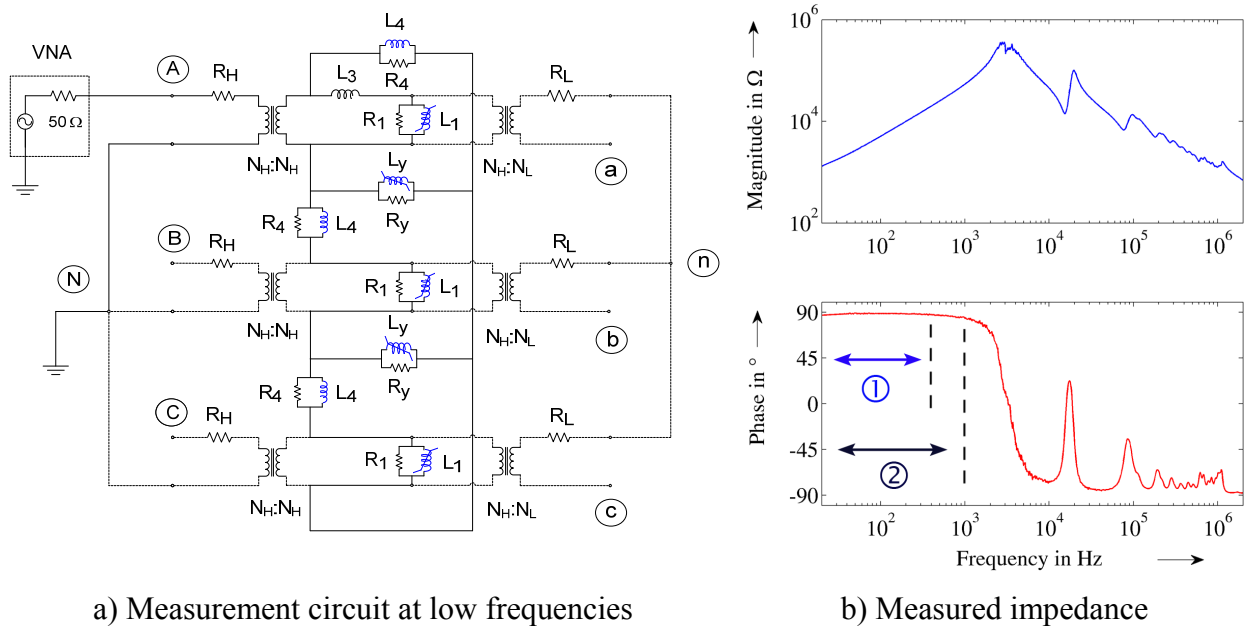 VNA
50 Ω
A
R_H
N_H:N_H
L_4
R_4
L_3
R_1
L_1
N_H:N_L
R_L
a
L_y
R_y
R_4
L_4
B
R_H
N_H:N_H
R_1
L_1
N_H:N_L
R_L
b
n
N
L_y
R_y
R_4
L_4
C
R_H
N_H:N_H
R_1
L_1
N_H:N_L
R_L
c
a) Measurement circuit at low frequencies
Magnitude in Ω
10^6
10^4
10^2
10^2 10^3 10^4 10^5 10^6
Phase in °
90
45
0
-45
-90
①
②
10^2 10^3 10^4 10^5 10^6
Frequency in Hz
b) Measured impedance